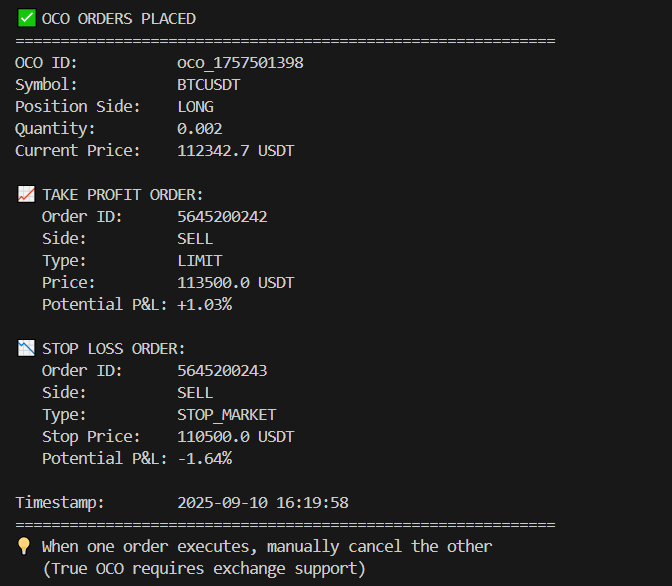 ✅ OCO ORDERS PLACED
============================================================
OCO ID: oco_1757501398
Symbol: BTCUSDT
Position Side: LONG
Quantity: 0.002
Current Price: 112342.7 USDT
📈 TAKE PROFIT ORDER:
Order ID: 5645200242
Side: SELL
Type: LIMIT
Price: 113500.0 USDT
Potential P&L: +1.03%
📉 STOP LOSS ORDER:
Order ID: 5645200243
Side: SELL
Type: STOP_MARKET
Stop Price: 110500.0 USDT
Potential P&L: -1.64%
Timestamp: 2025-09-10 16:19:58
============================================================
💡 When one order executes, manually cancel the other
(True OCO requires exchange support)